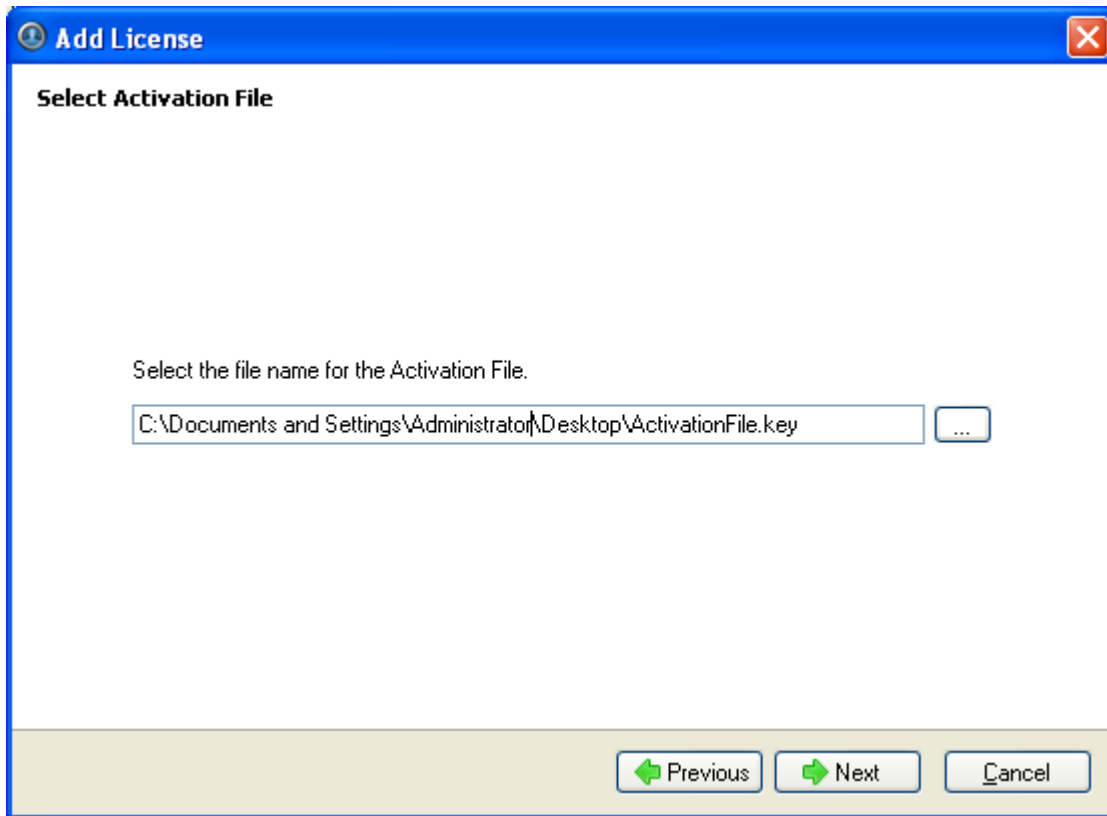 Add License
Select Activation File
Select the file name for the Activation File.
C:\Documents and Settings\Administrator\Desktop\ActivationFile.key
...
Previous Next Cancel